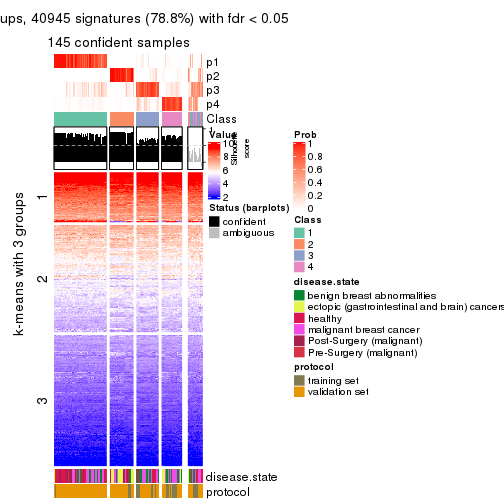 ups, 40945 signatures (78.8%) with fdr < 0.05
145 confident samples
p1
p2
p3
p4
Class
Silhouette
score
1
2
3
k-means with 3 groups
disease.state
protocol
Value
10
8
6
4
2
Status (barplots)
confident
ambiguous
Prob
1
0.8
0.6
0.4
0.2
0
Class
1
2
3
4
disease.state
benign breast abnormalities
ectopic (gastrointestinal and brain) cancers
healthy
malignant breast cancer
Post-Surgery (malignant)
Pre-Surgery (malignant)
protocol
training set
validation set